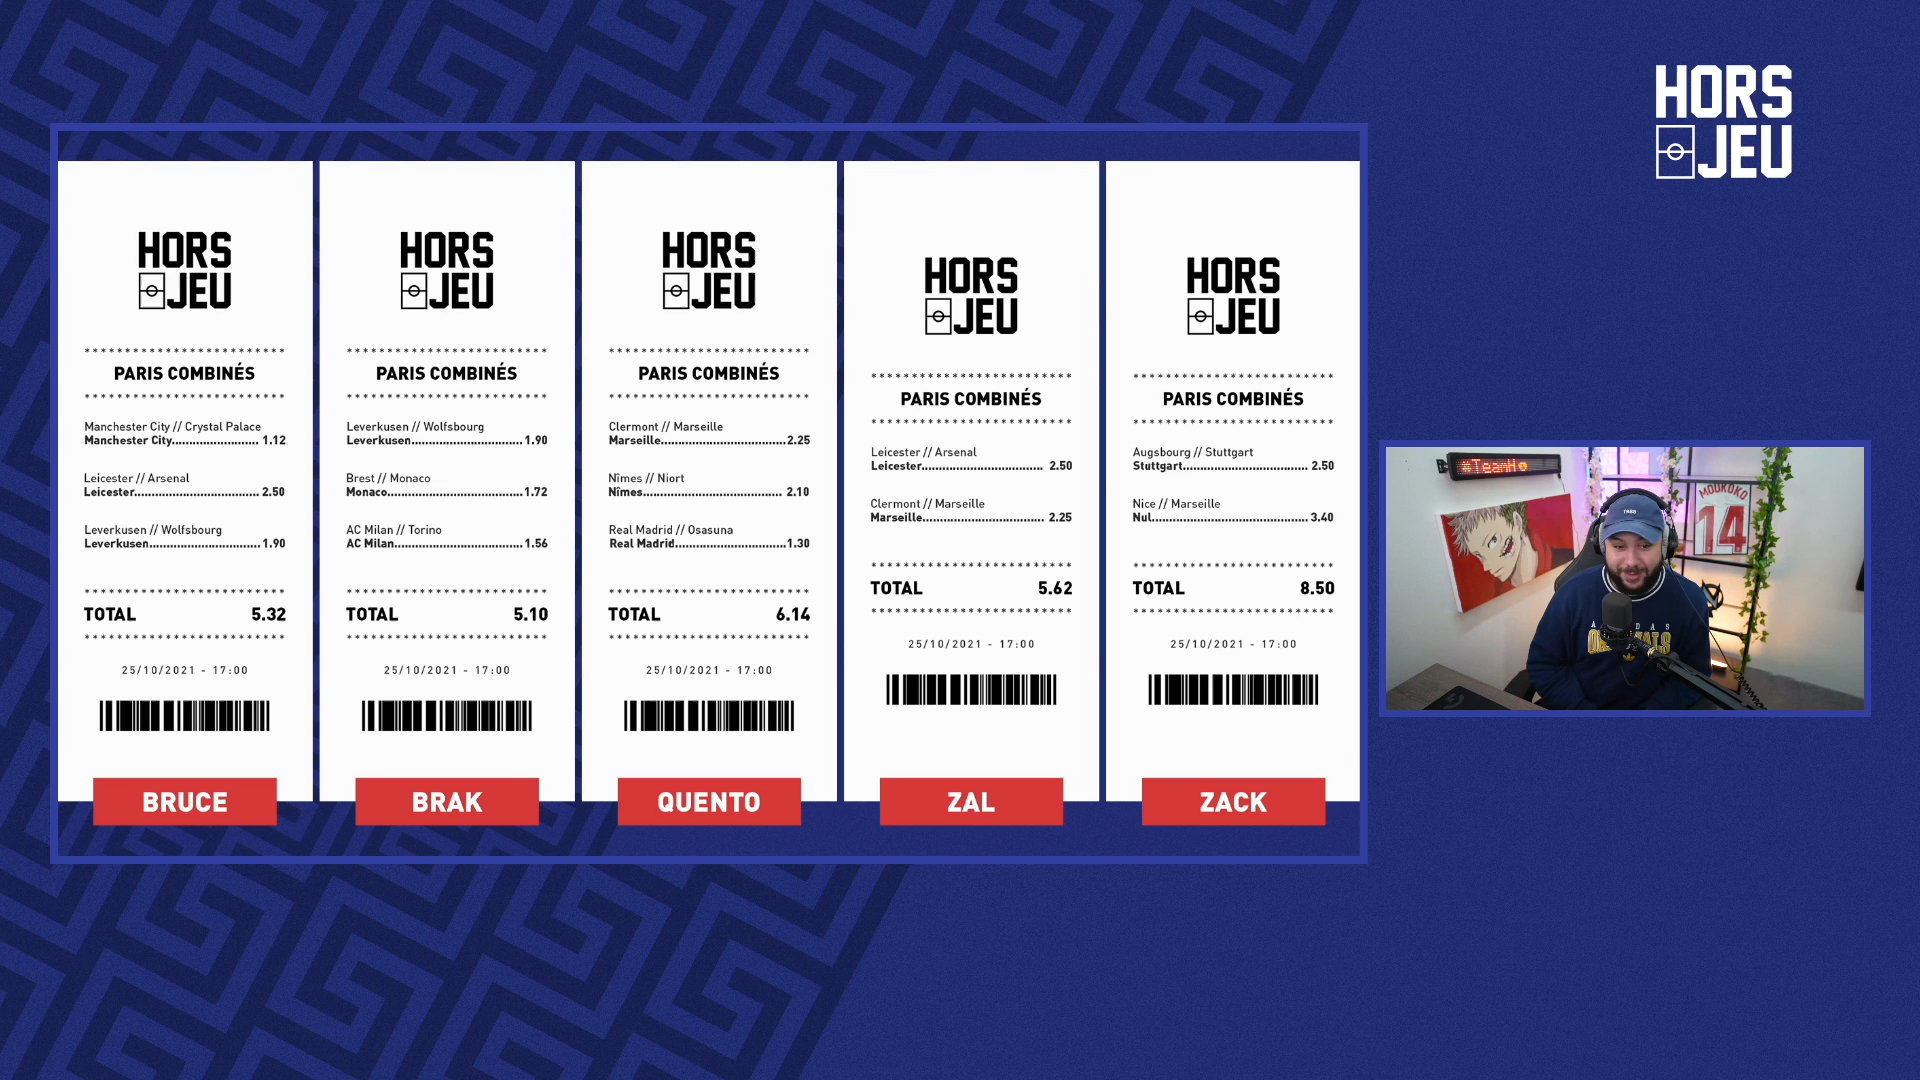 HORS
JEU
HORS
JEU
************************
PARIS COMBINÉS
************************
Manchester City // Crystal Palace
Manchester City........................ 1.12
Leicester // Arsenal
Leicester................................... 2.50
Leverkusen // Wolfsbourg
Leverkusen................................1.90
************************
TOTAL 5.32
************************
25/10/2021 - 17:00
BRUCE
HORS
JEU
************************
PARIS COMBINÉS
************************
Leverkusen // Wolfsbourg
Leverkusen................................1.90
Brest // Monaco
Monaco......................................1.72
AC Milan // Torino
AC Milan....................................1.56
************************
TOTAL 5.10
************************
25/10/2021 - 17:00
BRAK
HORS
JEU
************************
PARIS COMBINÉS
************************
Clermont // Marseille
Marseille...................................2.25
Nîmes // Niort
Nîmes....................................... 2.10
Real Madrid // Osasuna
Real Madrid...............................1.30
************************
TOTAL 6.14
************************
25/10/2021 - 17:00
QUENTO
HORS
JEU
************************
PARIS COMBINÉS
************************
Leicester // Arsenal
Leicester.................................. 2.50
Clermont // Marseille
Marseille.................................. 2.25
************************
TOTAL 5.62
************************
25/10/2021 - 17:00
ZAL
HORS
JEU
************************
PARIS COMBINÉS
************************
Augsbourg // Stuttgart
Stuttgart................................... 2.50
Nice // Marseille
Nul............................................ 3.40
************************
TOTAL 8.50
************************
25/10/2021 - 17:00
ZACK
#TeamH
MOUKOKO
14
1988
ADIDAS
ORIGINALS